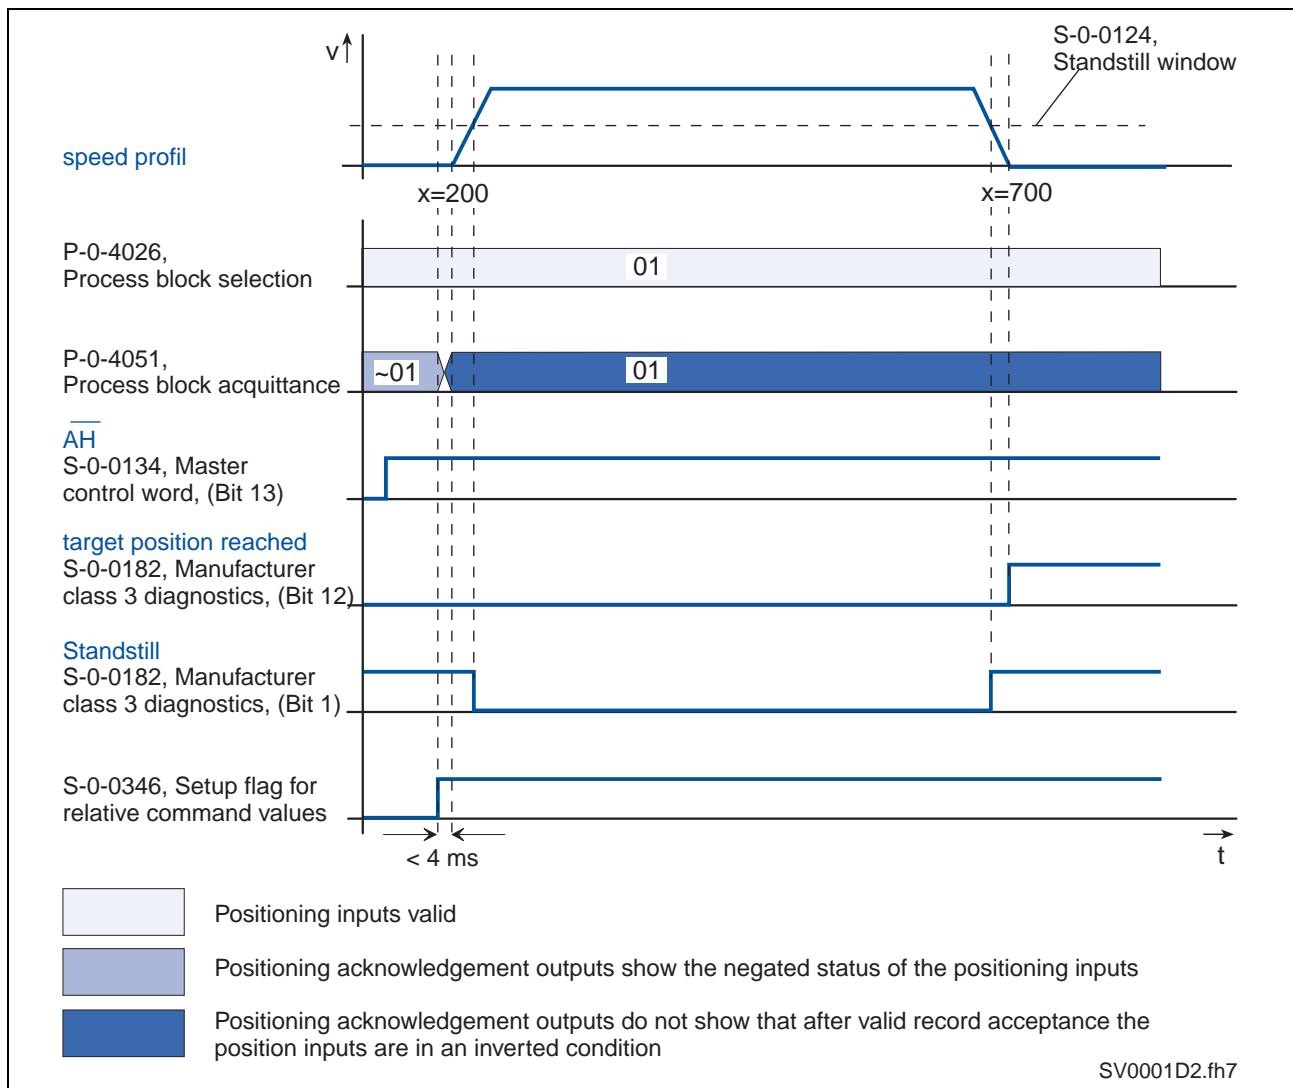 v
S-0-0124,
Standstill window
speed profil
x=200
x=700
P-0-4026,
Process block selection
01
P-0-4051,
Process block acquittance
~01
01
AH
S-0-0134, Master
control word, (Bit 13)
target position reached
S-0-0182, Manufacturer
class 3 diagnostics, (Bit 12)
Standstill
S-0-0182, Manufacturer
class 3 diagnostics, (Bit 1)
S-0-0346, Setup flag for
relative command values
< 4 ms
t
Positioning inputs valid
Positioning acknowledgement outputs show the negated status of the positioning inputs
Positioning acknowledgement outputs do not show that after valid record acceptance the
position inputs are in an inverted condition
SV0001D2.fh7